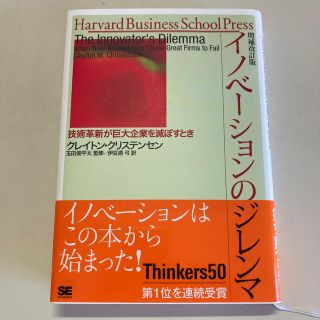 Harvard Business School Press
The Innovator's Dilemma
When New Technologies Cause Great Firms to Fail
Clayton M. Christensen
増補改訂版
イノベーションのジレンマ
技術革新が巨大企業を滅ぼすとき
クレイトン・クリステンセン
玉田俊平太 監修／伊豆原 弓 訳
イノベーションは
この本から
始まった!
Thinkers50
第1位を連続受賞
SE
SHOEISHA